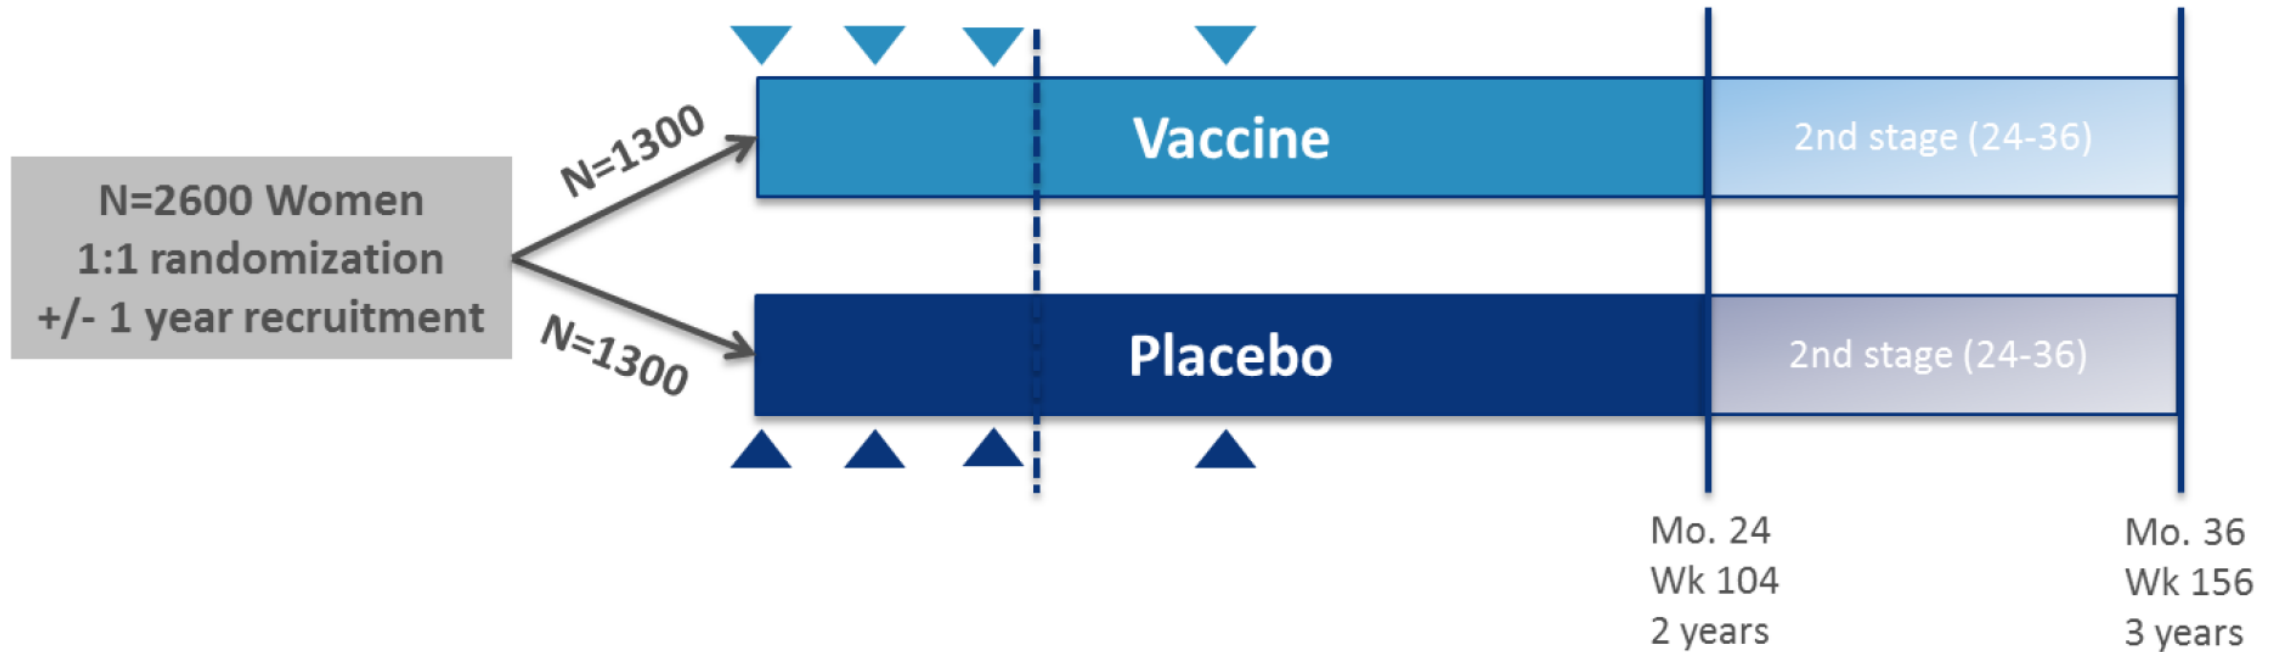 N=2600 Women
1:1 randomization
+/- 1 year recruitment
N=1300
N=1300
Vaccine
2nd stage (24-36)
Placebo
2nd stage (24-36)
Mo. 24
Wk 104
2 years
Mo. 36
Wk 156
3 years